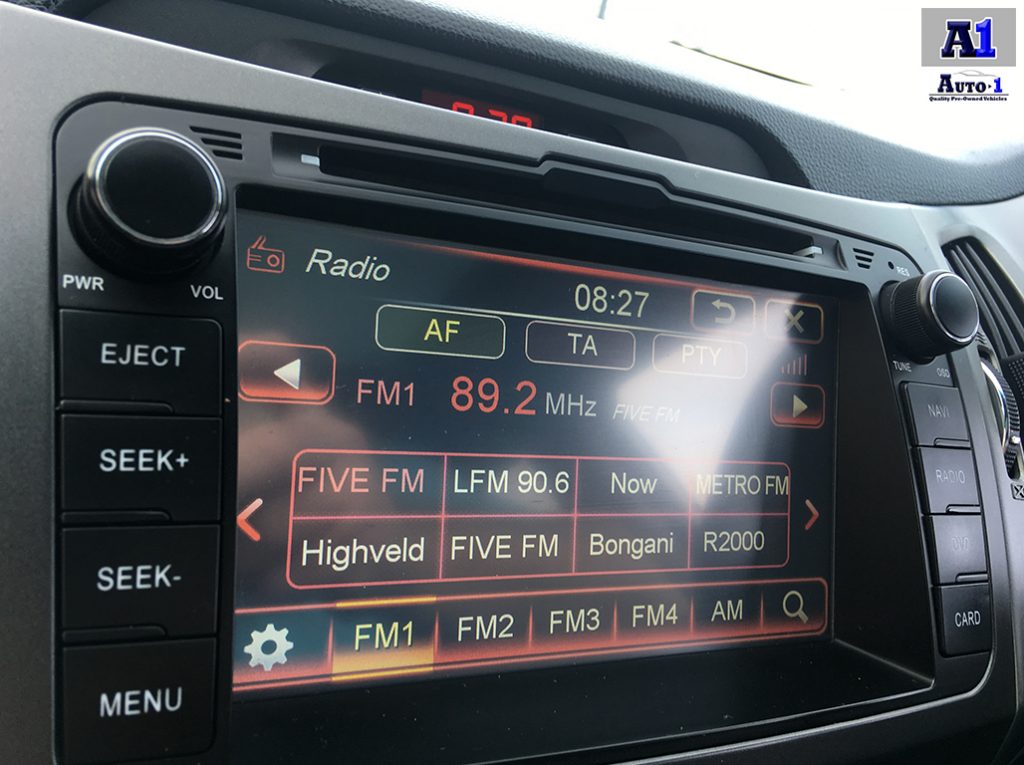 A1
Auto·1
Quality Pre-Owned Vehicles
RES
PWR
VOL
EJECT
SEEK+
SEEK-
MENU
Radio
08:27
AF
TA
PTY
FM1 89.2 MHz FIVE FM
FIVE FM LFM 90.6 Now METRO FM
Highveld FIVE FM Bongani R2000
FM1 FM2 FM3 FM4 AM
TUNE
OSD
NAVI
RADIO
DVD
CARD